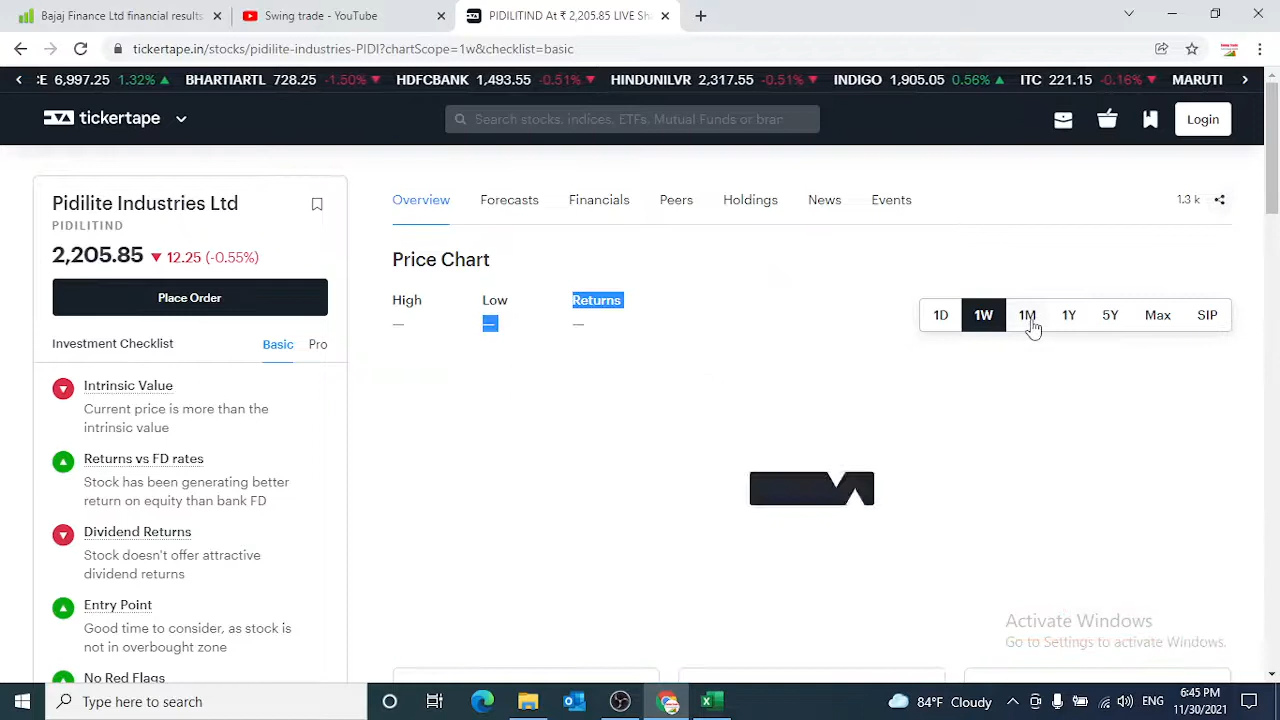 Bajaj Finance Ltd financial result
Swing trade - YouTube
PIDILITIND At ₹ 2,205.85 LIVE Sha
tickertape.in/stocks/pidilite-industries-PIDI?chartScope=1w&checklist=basic
:E 6,997.25 1.32% BHARTIARTL 728.25 -1.50% HDFCBANK 1,493.55 -0.51% HINDUNILVR 2,317.55 -0.51% INDIGO 1,905.05 0.56% ITC 221.15 -0.16% MARUTI
tickertape
Search stocks, indices, ETFs, Mutual Funds or bran
Login
Pidilite Industries Ltd
PIDILITIND
2,205.85 ▼ 12.25 (-0.55%)
Place Order
Investment Checklist Basic Pro
Intrinsic Value
Current price is more than the
intrinsic value
Returns vs FD rates
Stock has been generating better
return on equity than bank FD
Dividend Returns
Stock doesn't offer attractive
dividend returns
Entry Point
Good time to consider, as stock is
not in overbought zone
No Red Flags
Overview Forecasts Financials Peers Holdings News Events
1.3 k
Price Chart
High Low Returns
— — —
1D 1W 1M 1Y 5Y Max SIP
Activate Windows
Go to Settings to activate Windows.
Type here to search
84°F Cloudy
ENG
6:45 PM
11/30/2021